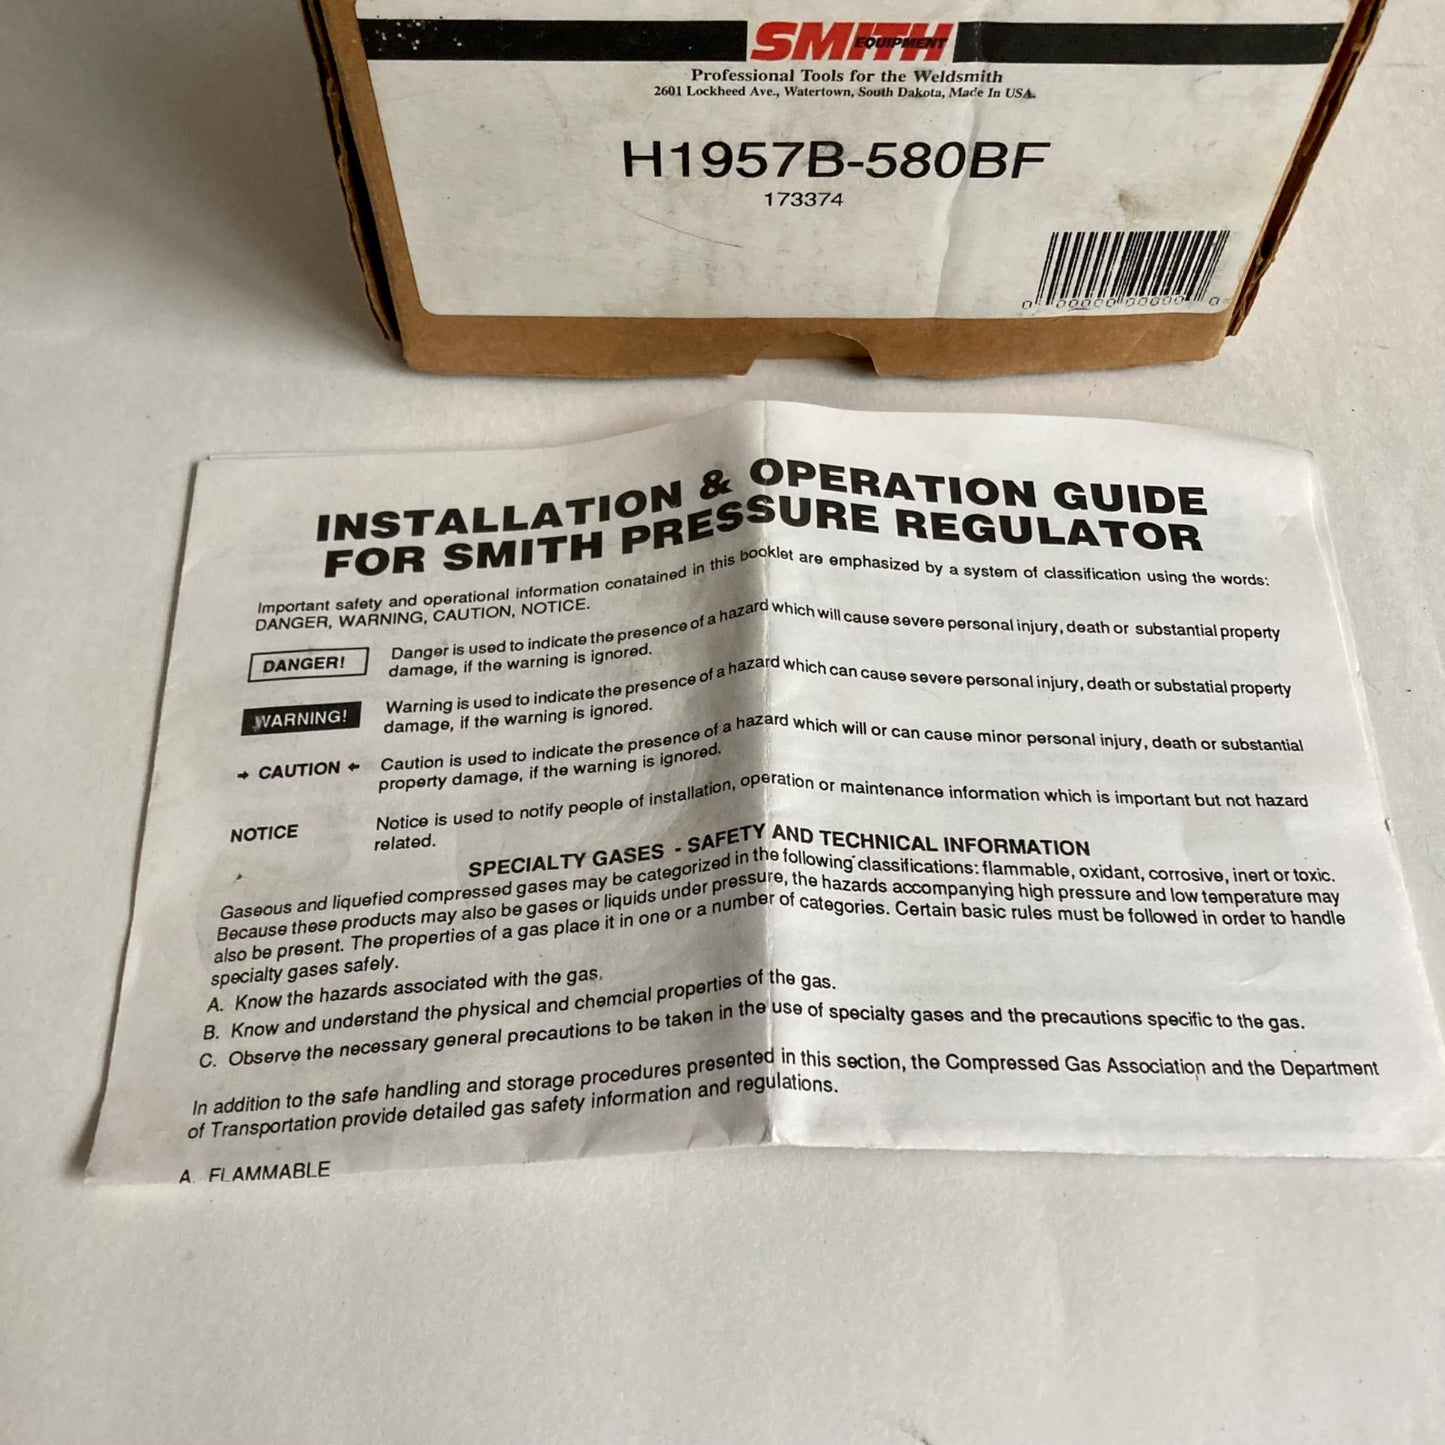 SMITH EQUIPMENT
Professional Tools for the Weldsmith
2601 Lockheed Ave., Watertown, South Dakota, Made In USA.
H1957B-580BF
173374
0 00000 00000 0
INSTALLATION & OPERATION GUIDE
FOR SMITH PRESSURE REGULATOR
Important safety and operational information conatained in this booklet are emphasized by a system of classification using the words:
DANGER, WARNING, CAUTION, NOTICE.
DANGER!
Danger is used to indicate the presence of a hazard which will cause severe personal injury, death or substantial property
damage, if the warning is ignored.
WARNING!
Warning is used to indicate the presence of a hazard which can cause severe personal injury, death or substatial property
damage, if the warning is ignored.
→ CAUTION ←
Caution is used to indicate the presence of a hazard which will or can cause minor personal injury, death or substantial
property damage, if the warning is ignored.
NOTICE
Notice is used to notify people of installation, operation or maintenance information which is important but not hazard
related.
SPECIALTY GASES - SAFETY AND TECHNICAL INFORMATION
Gaseous and liquefied compressed gases may be categorized in the following classifications: flammable, oxidant, corrosive, inert or toxic.
Because these products may also be gases or liquids under pressure, the hazards accompanying high pressure and low temperature may
also be present. The properties of a gas place it in one or a number of categories. Certain basic rules must be followed in order to handle
specialty gases safely.
A. Know the hazards associated with the gas.
B. Know and understand the physical and chemcial properties of the gas.
C. Observe the necessary general precautions to be taken in the use of specialty gases and the precautions specific to the gas.
In addition to the safe handling and storage procedures presented in this section, the Compressed Gas Association and the Department
of Transportation provide detailed gas safety information and regulations.
A. FLAMMABLE